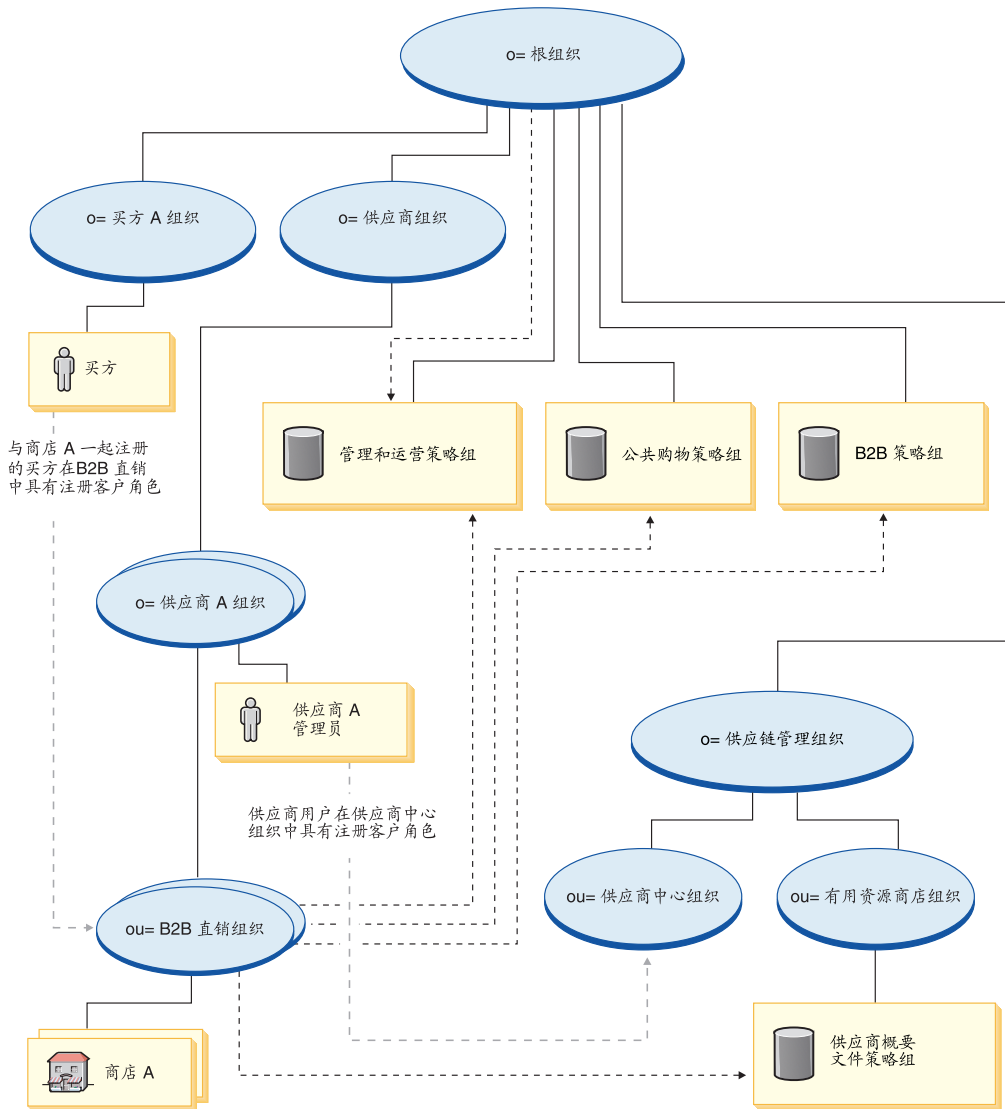 o= 根组织
o= 买方 A 组织
o= 供应商组织
买方
与商店 A 一起注册
的买方在B2B 直销
中具有注册客户角色
管理和运营策略组
公共购物策略组
B2B 策略组
o= 供应商 A 组织
供应商 A
管理员
o= 供应链管理组织
供应商用户在供应商中心
组织中具有注册客户角色
ou= 供应商中心组织
ou= 有用资源商店组织
ou= B2B 直销组织
商店 A
供应商概要
文件策略组